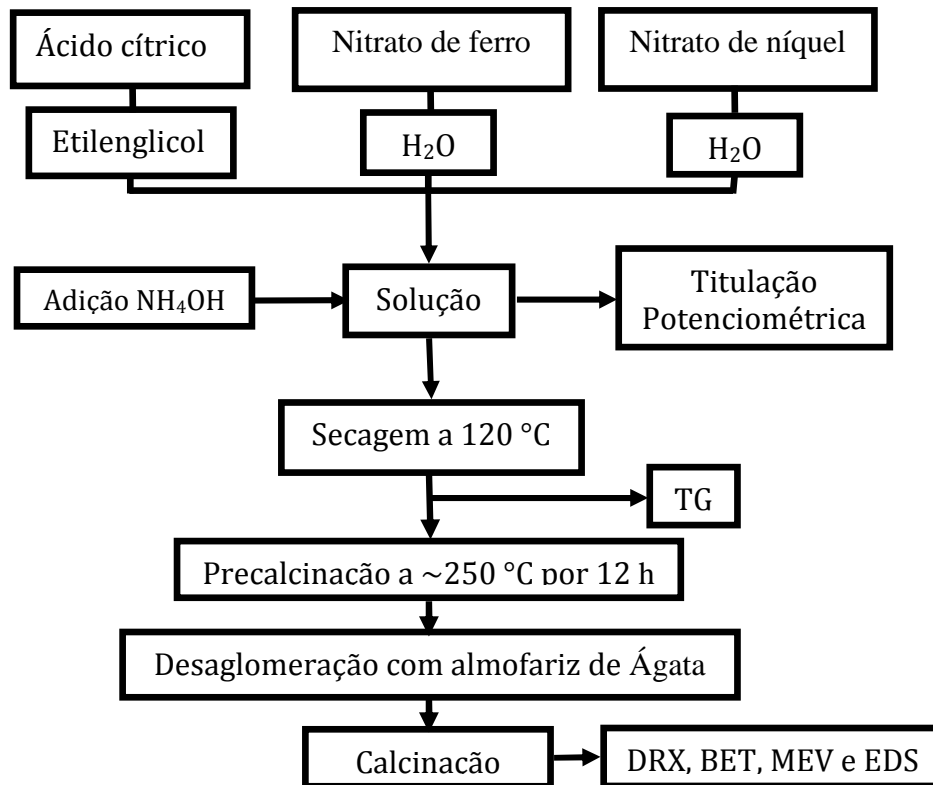 Ácido cítrico
Nitrato de ferro
Nitrato de níquel
Etilenglicol
H₂O
H₂O
Adição NH₄OH
Solução
Titulação
Potenciométrica
Secagem a 120 °C
TG
Precalcinação a ~250 °C por 12 h
Desaglomeração com almofariz de Ágata
Calcinação
DRX, BET, MEV e EDS